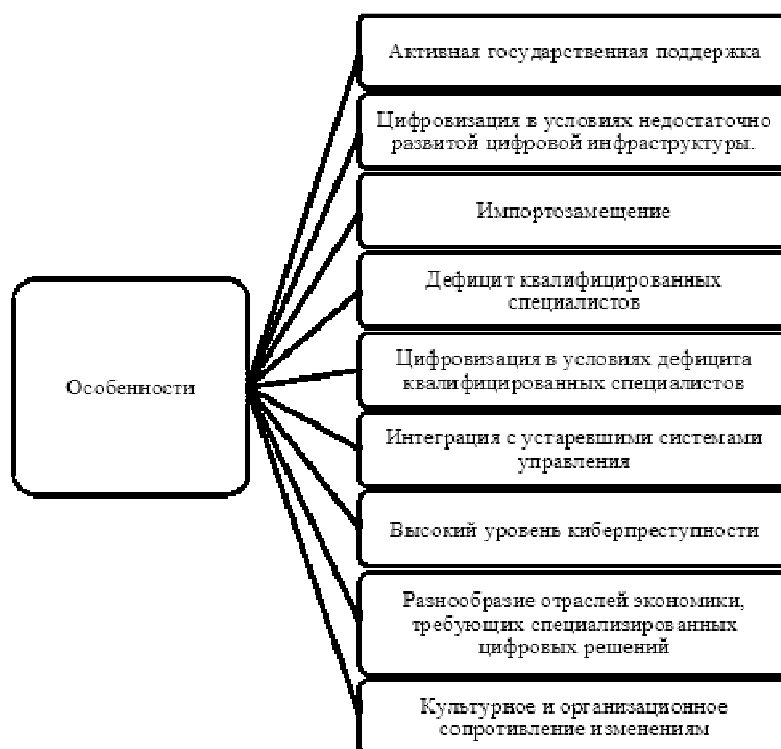 Особенности
Активная государственная поддержка
Цифровизация в условиях недостаточно
развитой цифровой инфраструктуры.
Импортозамещение
Дефицит квалифицированных
специалистов
Цифровизация в условиях дефицита
квалифицированных специалистов
Интеграция с устаревшими системами
управления
Высокий уровень киберпреступности
Разнообразие отраслей экономики,
требующих специализированных
цифровых решений
Культурное и организационное
сопротивление изменениям